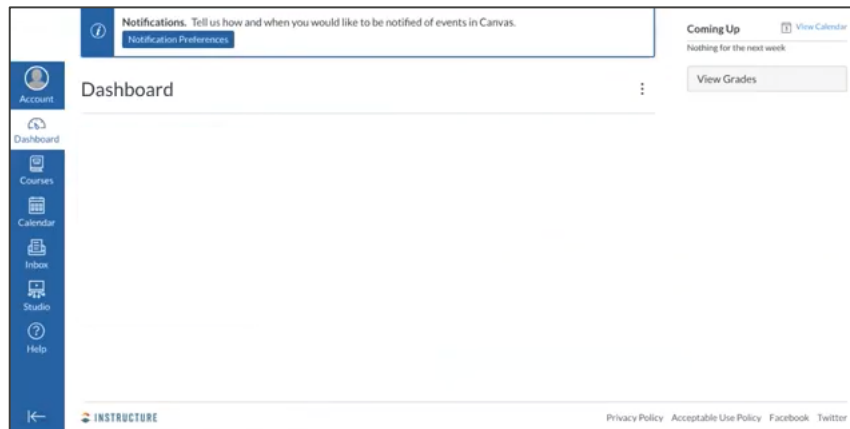 Notifications. Tell us how and when you would like to be notified of events in Canvas.
Notification Preferences
Coming Up
View Calendar
Nothing for the next week
View Grades
Account
Dashboard
Courses
Calendar
Inbox
Studio
Help
Dashboard
INSTRUCTURE
Privacy Policy Acceptable Use Policy Facebook Twitter